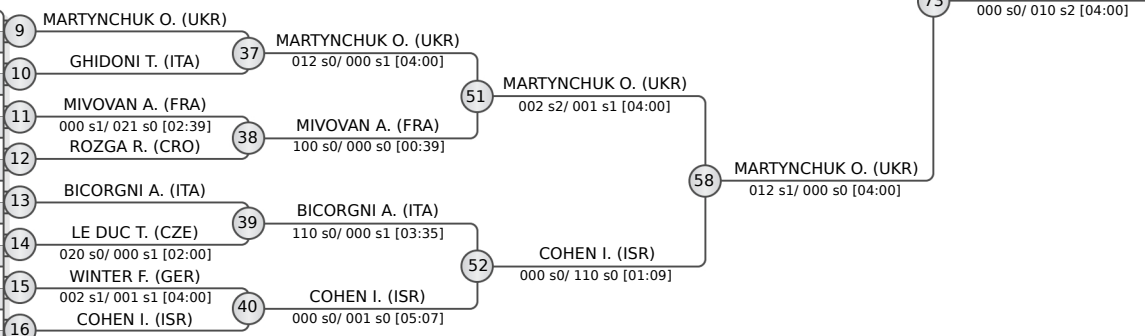 73
000 s0/ 010 s2 [04:00]
9
MARTYNCHUK O. (UKR)
37
MARTYNCHUK O. (UKR)
012 s0/ 000 s1 [04:00]
10
GHIDONI T. (ITA)
51
MARTYNCHUK O. (UKR)
002 s2/ 001 s1 [04:00]
11
MIVOVAN A. (FRA)
000 s1/ 021 s0 [02:39]
38
MIVOVAN A. (FRA)
100 s0/ 000 s0 [00:39]
12
ROZGA R. (CRO)
58
MARTYNCHUK O. (UKR)
012 s1/ 000 s0 [04:00]
13
BICORGNI A. (ITA)
39
BICORGNI A. (ITA)
110 s0/ 000 s1 [03:35]
14
LE DUC T. (CZE)
020 s0/ 000 s1 [02:00]
52
COHEN I. (ISR)
000 s0/ 110 s0 [01:09]
15
WINTER F. (GER)
002 s1/ 001 s1 [04:00]
40
COHEN I. (ISR)
000 s0/ 001 s0 [05:07]
16
COHEN I. (ISR)